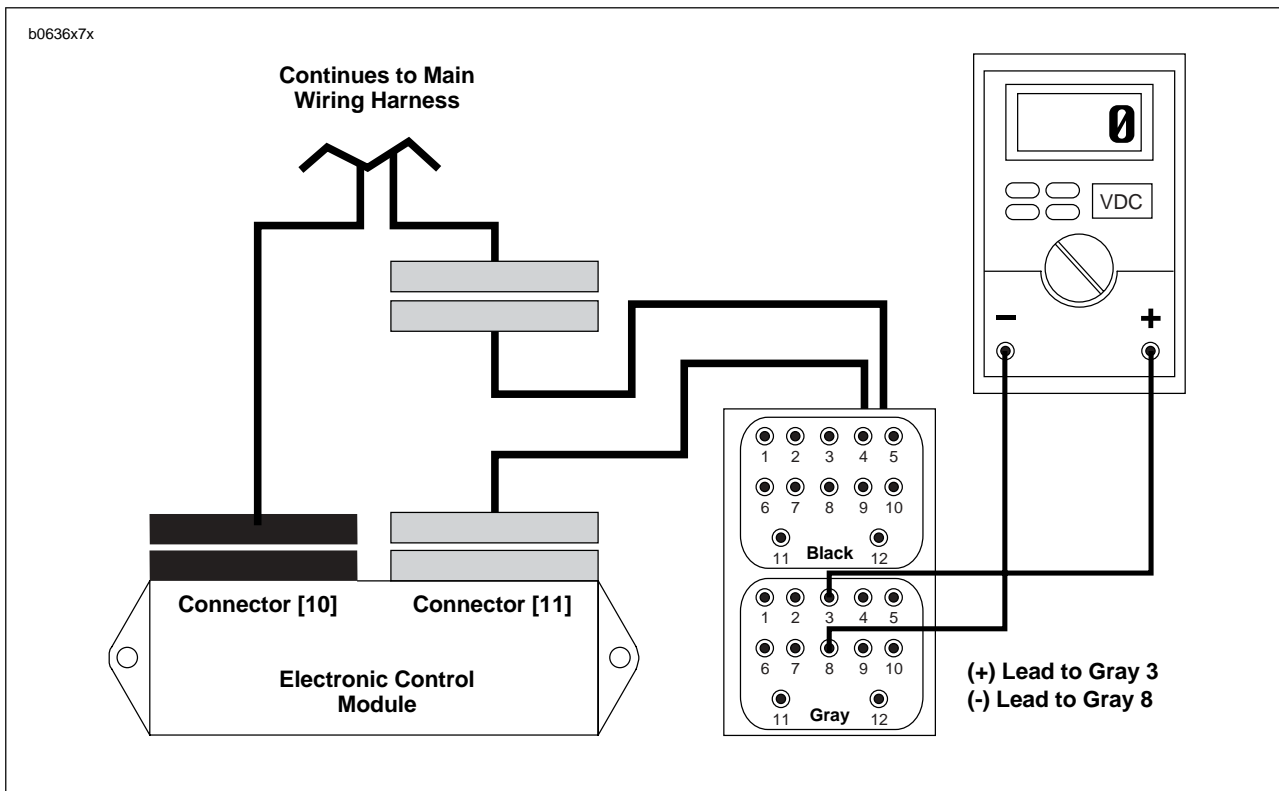 b0636x7x
Continues to Main
Wiring Harness
0
VDC
- +
1 2 3 4 5
6 7 8 9 10
11 Black 12
1 2 3 4 5
6 7 8 9 10
11 Gray 12
Connector [10] Connector [11]
Electronic Control
Module
(+) Lead to Gray 3
(-) Lead to Gray 8